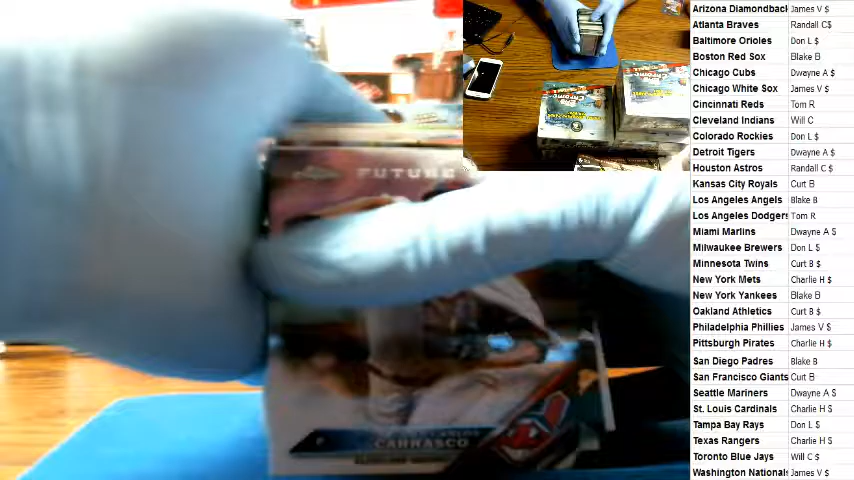 Arizona Diamondback James V $
Atlanta Braves Randall C$
Baltimore Orioles Don L $
Boston Red Sox Blake B
Chicago Cubs Dwayne A $
Chicago White Sox James V $
Cincinnati Reds Tom R
Cleveland Indians Will C
Colorado Rockies Don L $
Detroit Tigers Dwayne A $
Houston Astros Randall C $
Kansas City Royals Curt B
Los Angeles Angels Blake B
Los Angeles Dodgers Tom R
Miami Marlins Dwayne A $
Milwaukee Brewers Don L $
Minnesota Twins Curt B $
New York Mets Charlie H $
New York Yankees Blake B
Oakland Athletics Curt B $
Philadelphia Phillies James V $
Pittsburgh Pirates Charlie H $
San Diego Padres Blake B
San Francisco Giants Curt B
Seattle Mariners Dwayne A $
St. Louis Cardinals Charlie H $
Tampa Bay Rays Don L $
Texas Rangers Charlie H $
Toronto Blue Jays Will C $
Washington Nationals James V $
FUTURE
P
CARRASCO